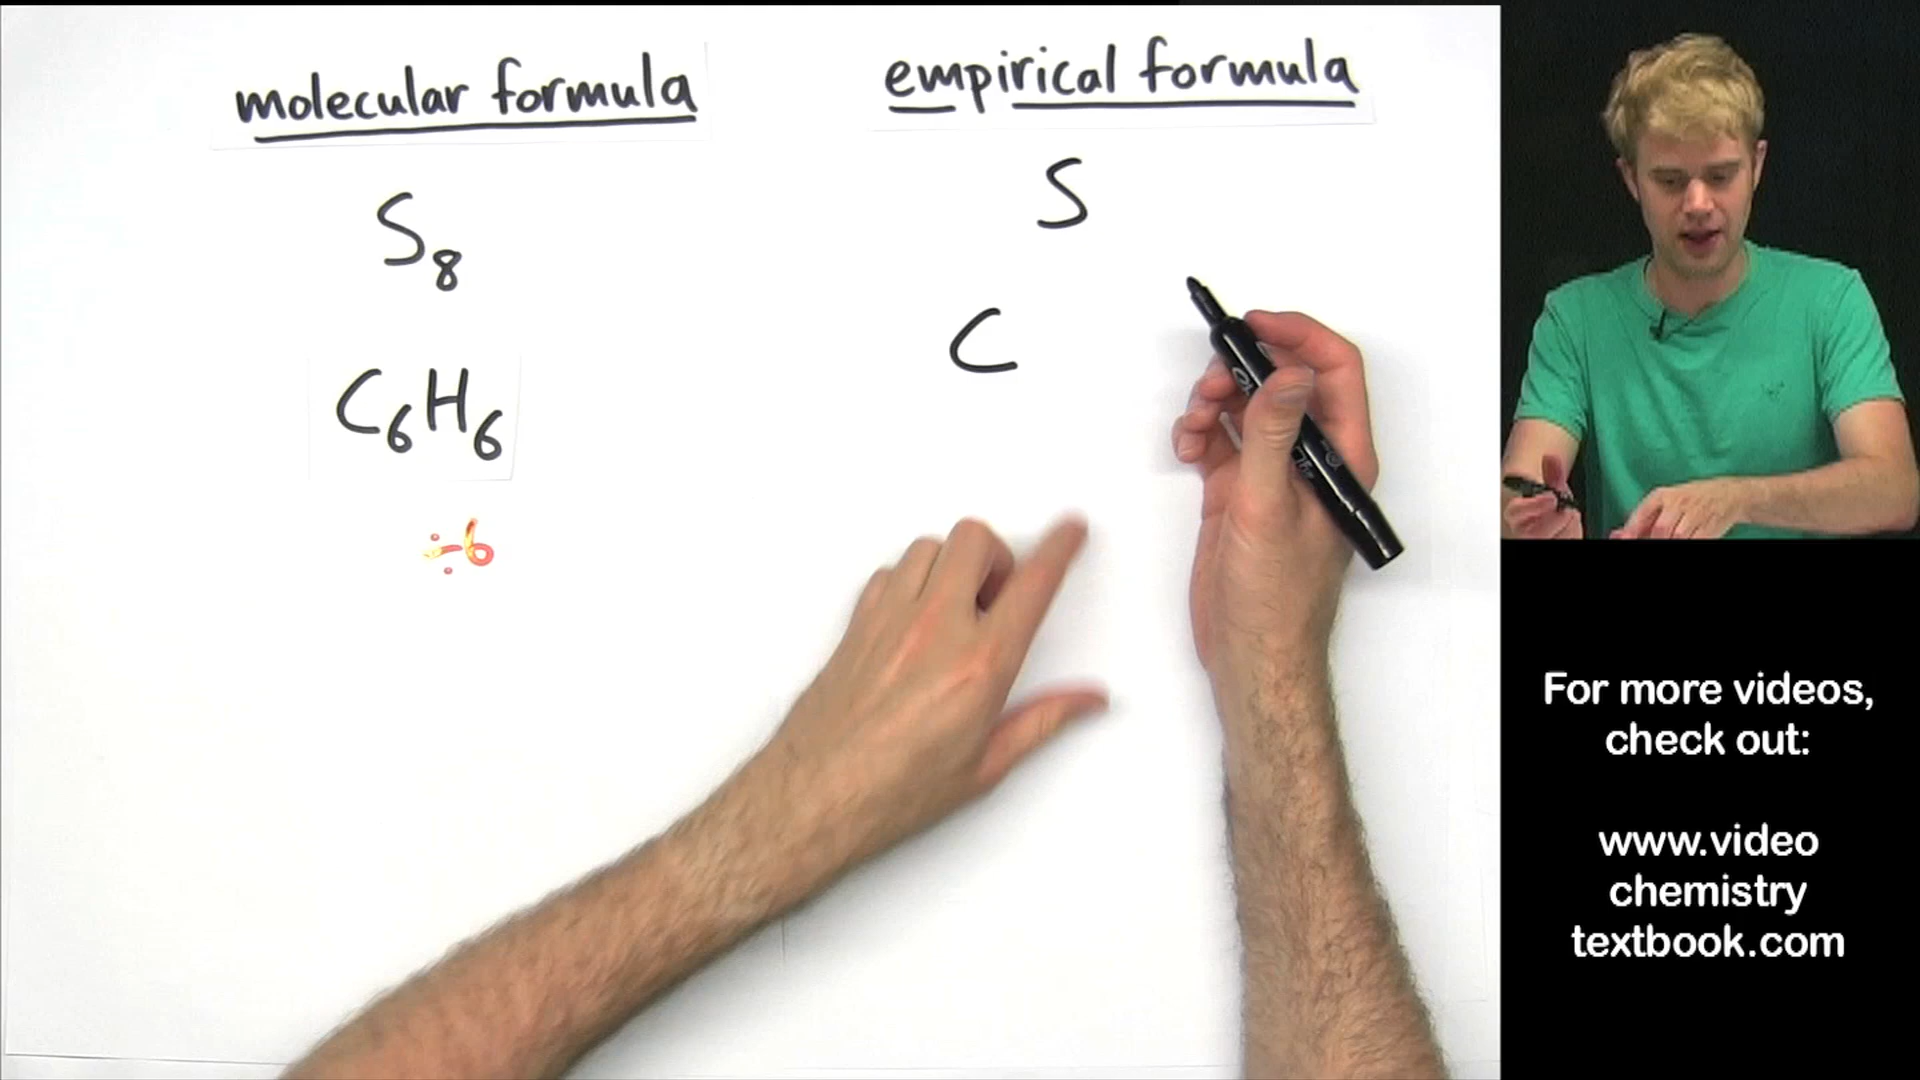 molecular formula
empirical formula
S₈
S
C₆H₆
C
÷6
For more videos,
check out:
www.video
chemistry
textbook.com